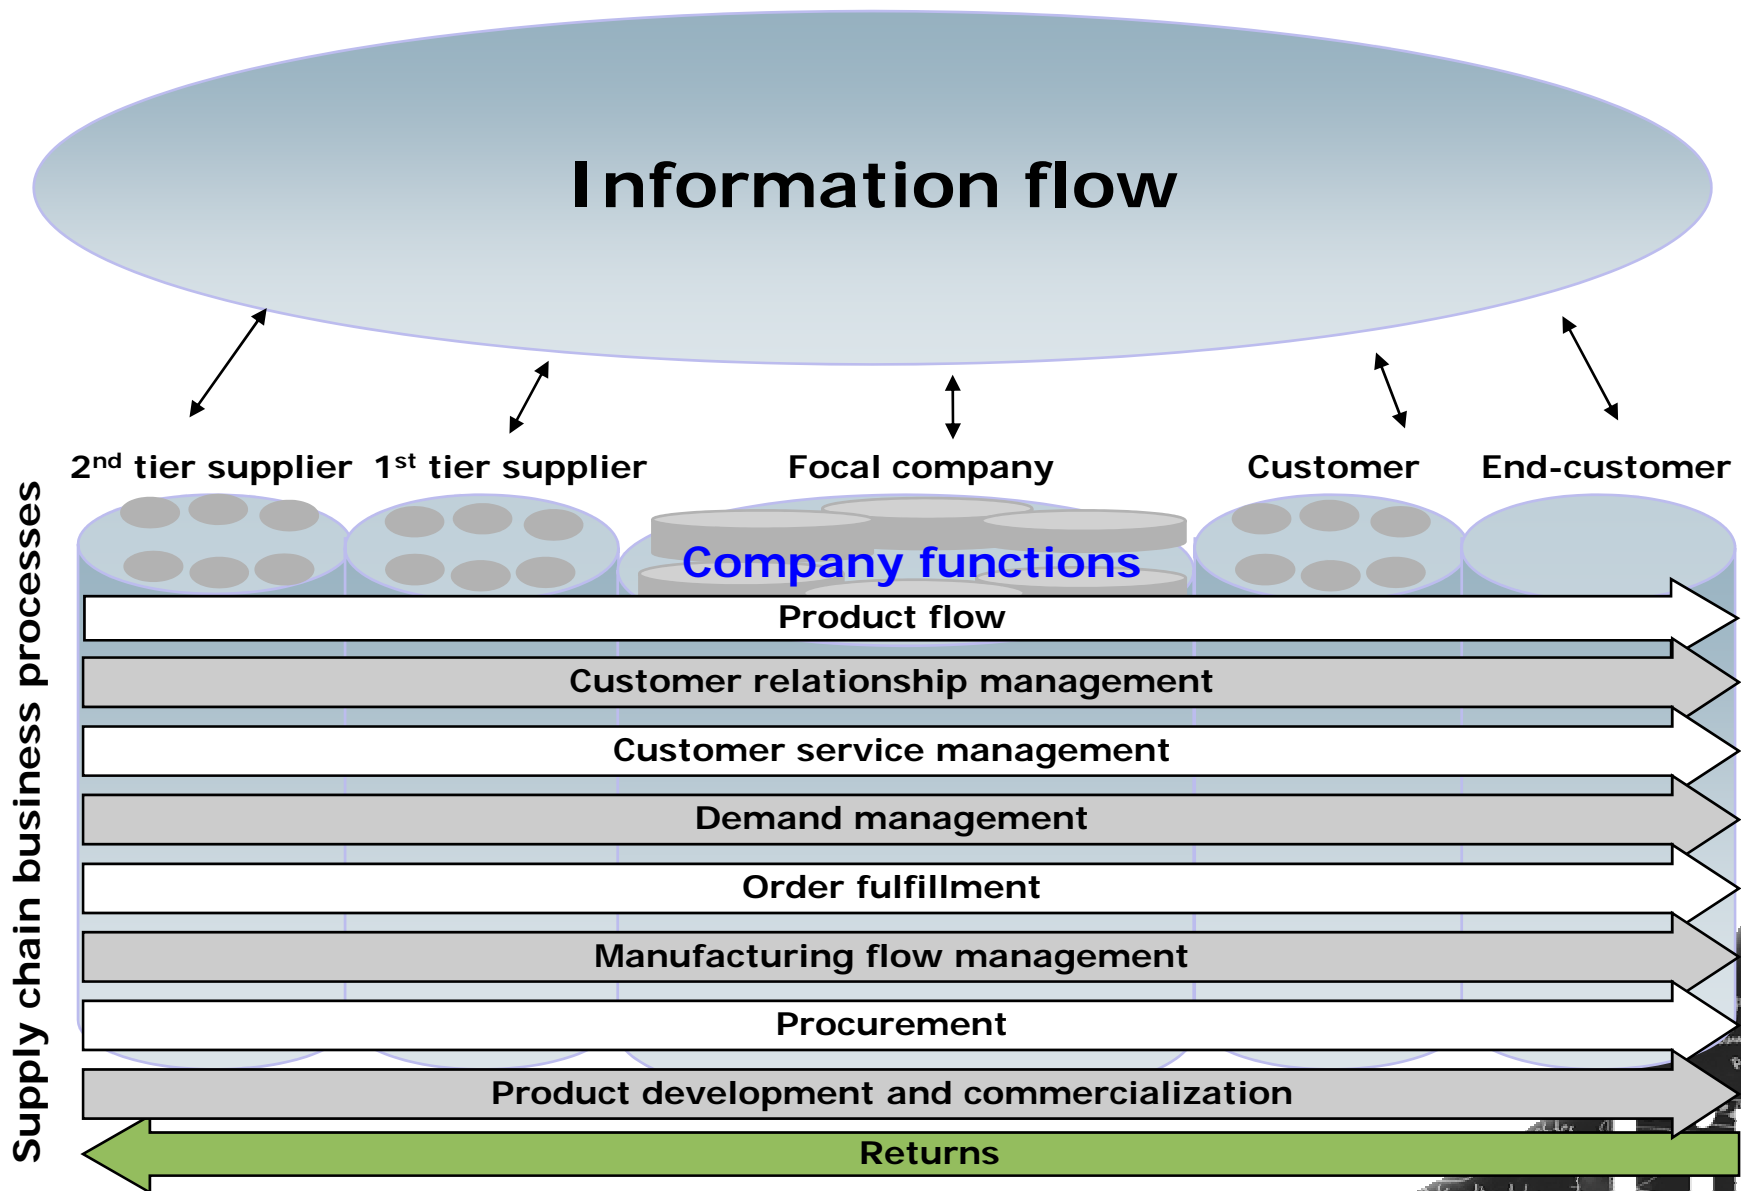 Information flow
2nd tier supplier
1st tier supplier
Focal company
Customer
End-customer
Company functions
Supply chain business processes
Product flow
Customer relationship management
Customer service management
Demand management
Order fulfillment
Manufacturing flow management
Procurement
Product development and commercialization
Returns